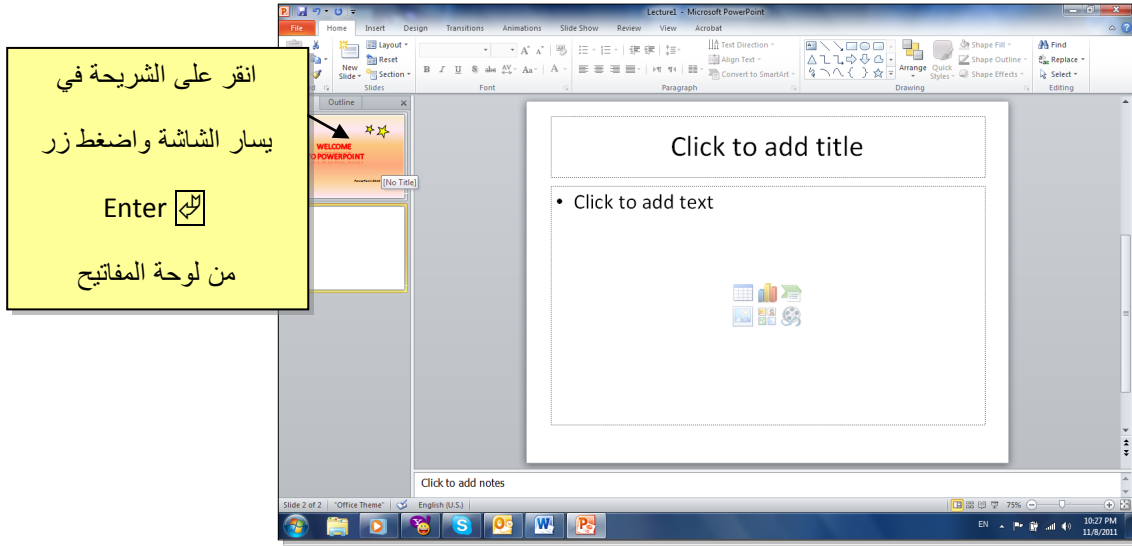 Lecture1 - Microsoft PowerPoint
File Home Insert Design Transitions Animations Slide Show Review View Acrobat
New Slide
Layout
Reset
Section
Slides
B I U S abc AV Aa A
Font
Text Direction
Align Text
Convert to SmartArt
Paragraph
Arrange
Quick Styles
Shape Fill
Shape Outline
Shape Effects
Drawing
Find
Replace
Select
Editing
انقر على الشريحة في
يسار الشاشة واضغط زر
Enter
من لوحة المفاتيح
Outline
WELCOME
O POWERPOINT
[No Title]
Click to add title
• Click to add text
Click to add notes
Slide 2 of 2 "Office Theme" English (U.S.) 75%
EN 10:27 PM
11/8/2011